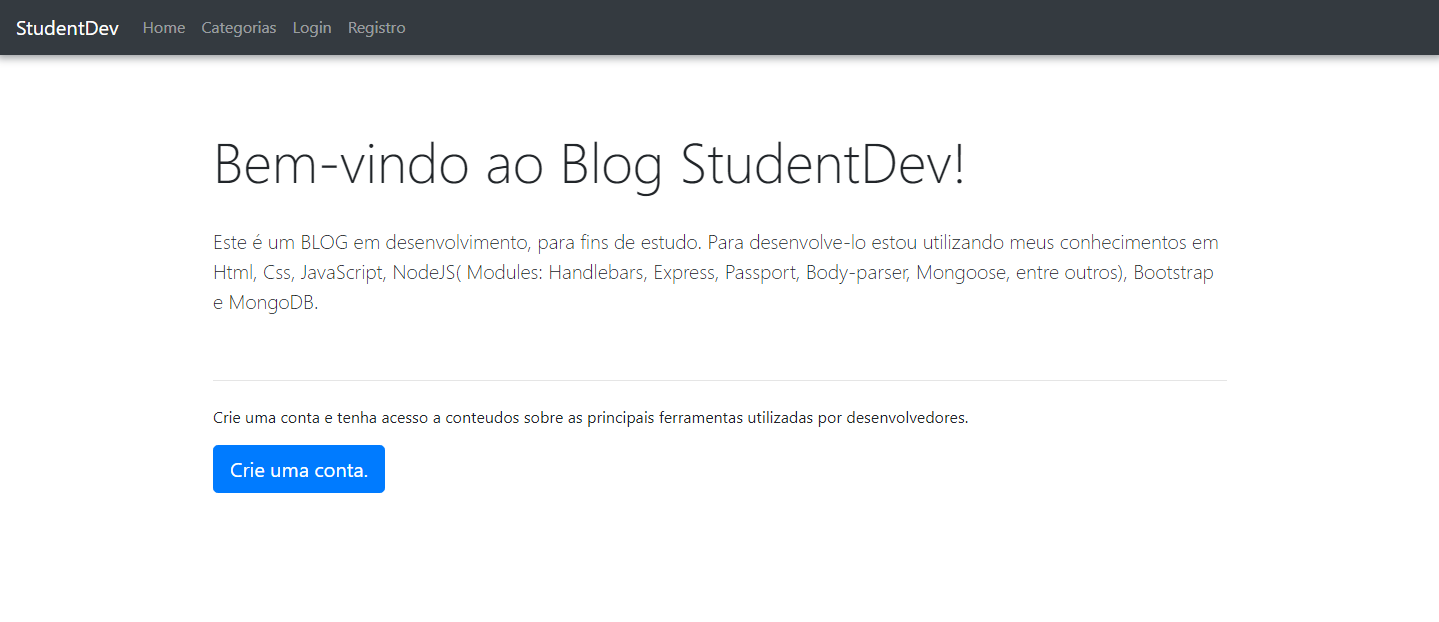 StudentDev Home Categorias Login Registro
Bem-vindo ao Blog StudentDev!
Este é um BLOG em desenvolvimento, para fins de estudo. Para desenvolve-lo estou utilizando meus conhecimentos em
Html, Css, JavaScript, NodeJS( Modules: Handlebars, Express, Passport, Body-parser, Mongoose, entre outros), Bootstrap
e MongoDB.
Crie uma conta e tenha acesso a conteudos sobre as principais ferramentas utilizadas por desenvolvedores.
Crie uma conta.